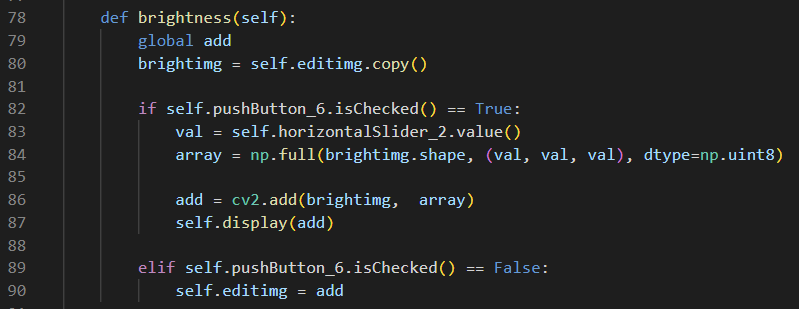 78 def brightness(self):
79 global add
80 brightimg = self.editimg.copy()
81
82 if self.pushButton_6.isChecked() == True:
83 val = self.horizontalSlider_2.value()
84 array = np.full(brightimg.shape, (val, val, val), dtype=np.uint8)
85
86 add = cv2.add(brightimg,  array)
87 self.display(add)
88
89 elif self.pushButton_6.isChecked() == False:
90 self.editimg = add